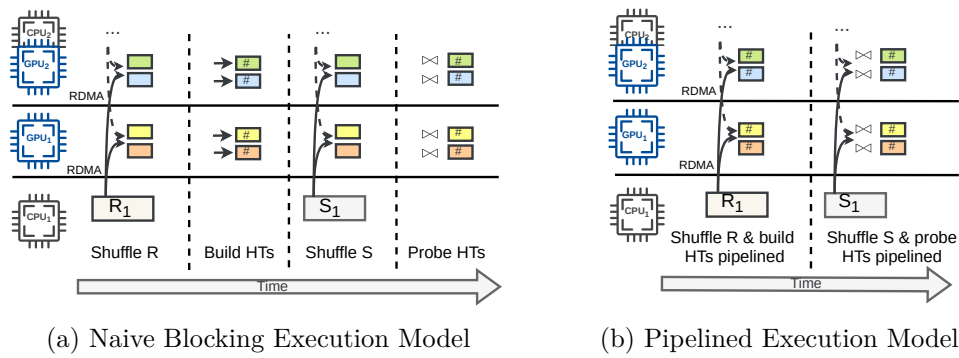 CPU₂
GPU₂
RDMA
...
...
# #
# #
GPU₁
RDMA
# #
# #
CPU₁
R₁
S₁
Shuffle R
Build HTs
Shuffle S
Probe HTs
Time
(a) Naive Blocking Execution Model
CPU₂
GPU₂
RDMA
...
...
# #
# #
GPU₁
RDMA
# #
# #
CPU₁
R₁
S₁
Shuffle R & build
HTs pipelined
Shuffle S & probe
HTs pipelined
Time
(b) Pipelined Execution Model